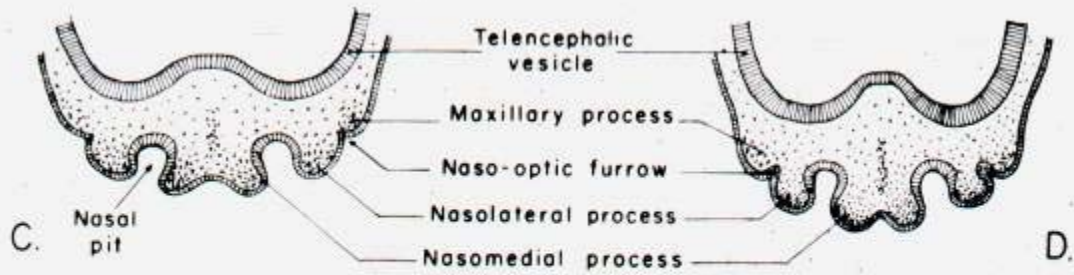 Telencephalic
vesicle
Maxillary process
Naso-optic furrow
Nasolateral process
Nasomedial process
Nasal
pit
C.
D.